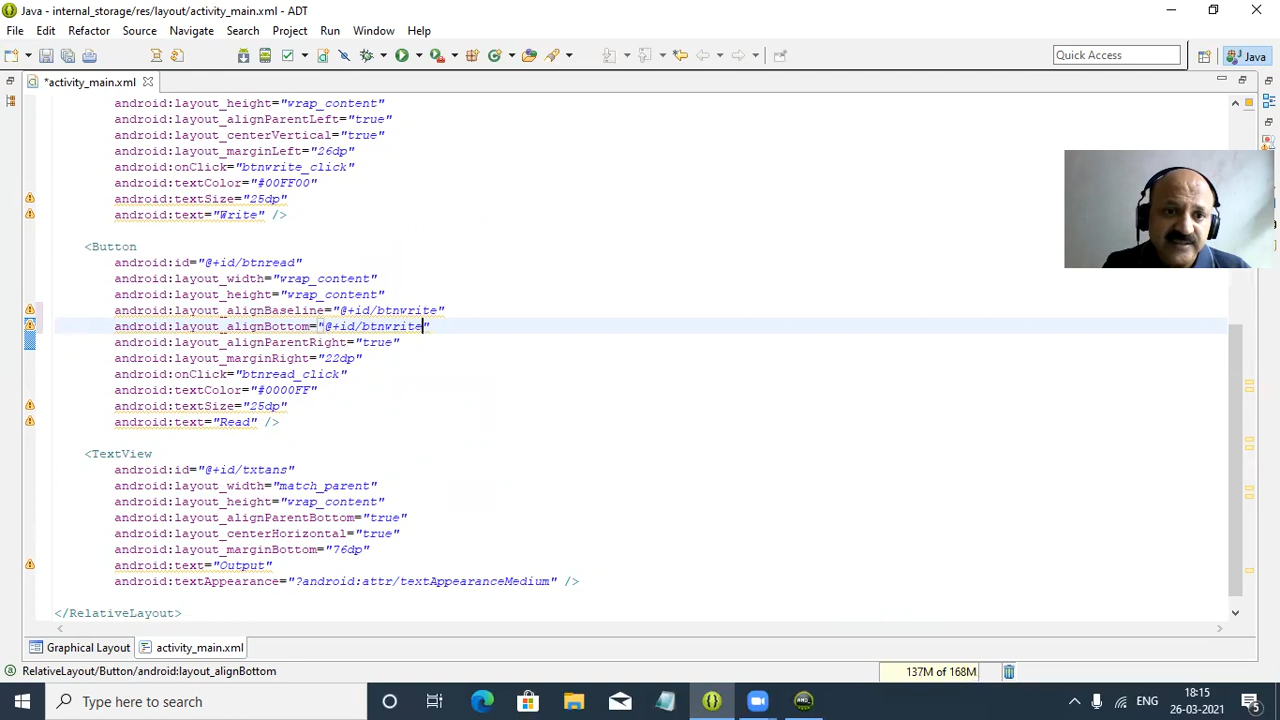 Java - internal_storage/res/layout/activity_main.xml - ADT
File Edit Refactor Source Navigate Search Project Run Window Help
Quick Access
Java
*activity_main.xml
android:layout_height="wrap_content"
android:layout_alignParentLeft="true"
android:layout_centerVertical="true"
android:layout_marginLeft="26dp"
android:onClick="btnwrite_click"
android:textColor="#00FF00"
android:textSize="25dp"
android:text="Write" />
<Button
android:id="@+id/btnread"
android:layout_width="wrap_content"
android:layout_height="wrap_content"
android:layout_alignBaseline="@+id/btnwrite"
android:layout_alignBottom="@+id/btnwrite"
android:layout_alignParentRight="true"
android:layout_marginRight="22dp"
android:onClick="btnread_click"
android:textColor="#0000FF"
android:textSize="25dp"
android:text="Read" />
<TextView
android:id="@+id/txtans"
android:layout_width="match_parent"
android:layout_height="wrap_content"
android:layout_alignParentBottom="true"
android:layout_centerHorizontal="true"
android:layout_marginBottom="76dp"
android:text="Output"
android:textAppearance="?android:attr/textAppearanceMedium" />
</RelativeLayout>
Graphical Layout activity_main.xml
RelativeLayout/Button/android:layout_alignBottom
137M of 168M
Type here to search
ENG
18:15
26-03-2021
5